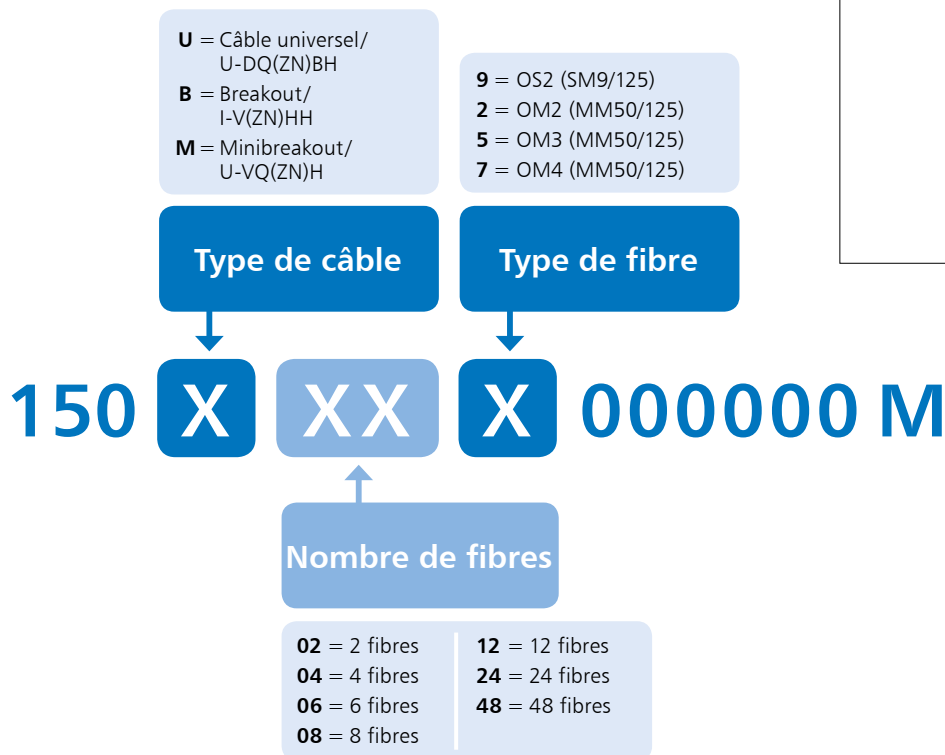 U = Câble universel/
U-DQ(ZN)BH
B = Breakout/
I-V(ZN)HH
M = Minibreakout/
U-VQ(ZN)H
9 = OS2 (SM9/125)
2 = OM2 (MM50/125)
5 = OM3 (MM50/125)
7 = OM4 (MM50/125)
Type de câble
Type de fibre
150 X XX X 000000 M
Nombre de fibres
02 = 2 fibres
04 = 4 fibres
06 = 6 fibres
08 = 8 fibres
12 = 12 fibres
24 = 24 fibres
48 = 48 fibres